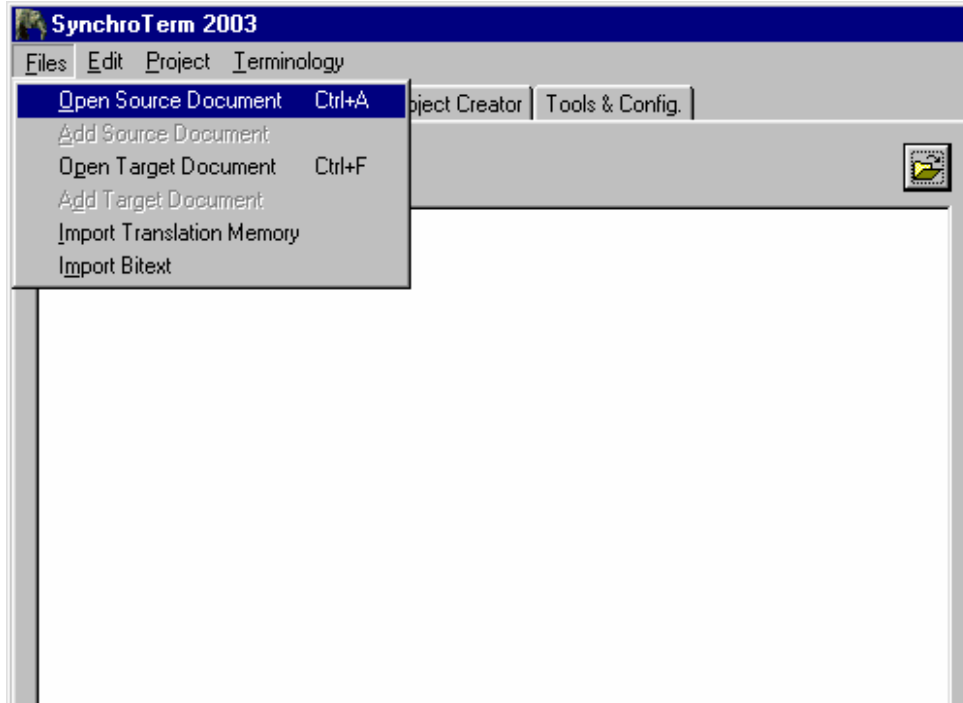 SynchroTerm 2003
Files Edit Project Terminology
Open Source Document Ctrl+A
oject Creator Tools & Config.
Add Source Document
Open Target Document Ctrl+F
Add Target Document
Import Translation Memory
Import Bitext